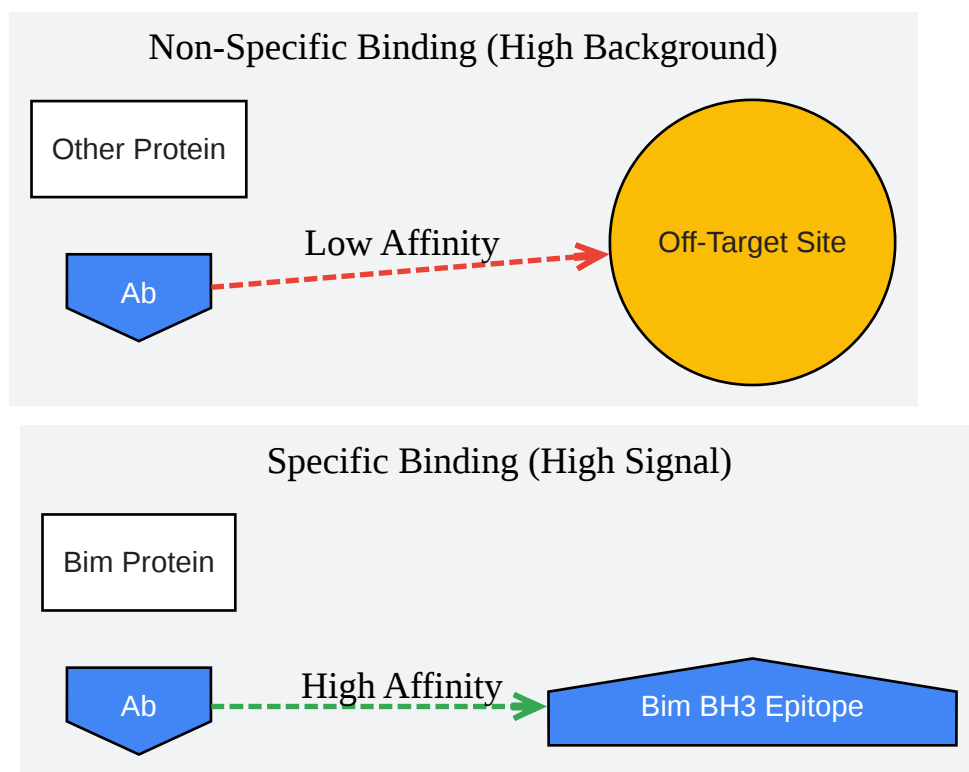 Non-Specific Binding (High Background)
Other Protein
Low Affinity
Off-Target Site
Ab
Specific Binding (High Signal)
Bim Protein
High Affinity
Ab
Bim BH3 Epitope